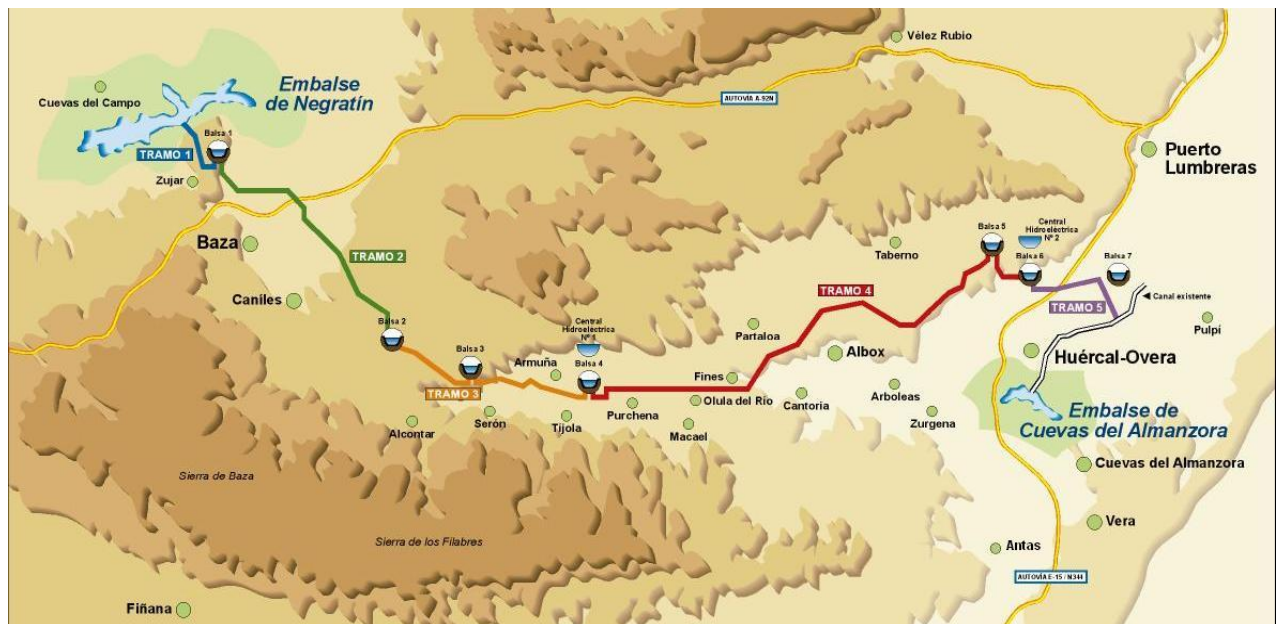 Vélez Rubio
Embalse
de Negratín
Cuevas del Campo
AUTOVÍA A-92N
Balsa 1
TRAMO 1
Puerto
Lumbreras
Zujar
Baza
TRAMO 2
Taberno
Balsa 5
Central
Hidroeléctrica
Nº 2
Balsa 6
Balsa 7
Caniles
TRAMO 4
TRAMO 5
Canal existente
Pulpí
Balsa 2
Central
Hidroeléctrica
Nº 1
Partaloa
Balsa 3
Armuña
Balsa 4
Albox
Huércal-Overa
Fines
TRAMO 3
Olula del Río
Cantoria
Arboleas
Purchena
Zurgena
Embalse de
Cuevas del Almanzora
Alcontar
Serón
Tíjola
Macael
Cuevas del Almanzora
Sierra de Baza
Vera
Sierra de los Filabres
Antas
AUTOVÍA E-15 / N344
Fiñana